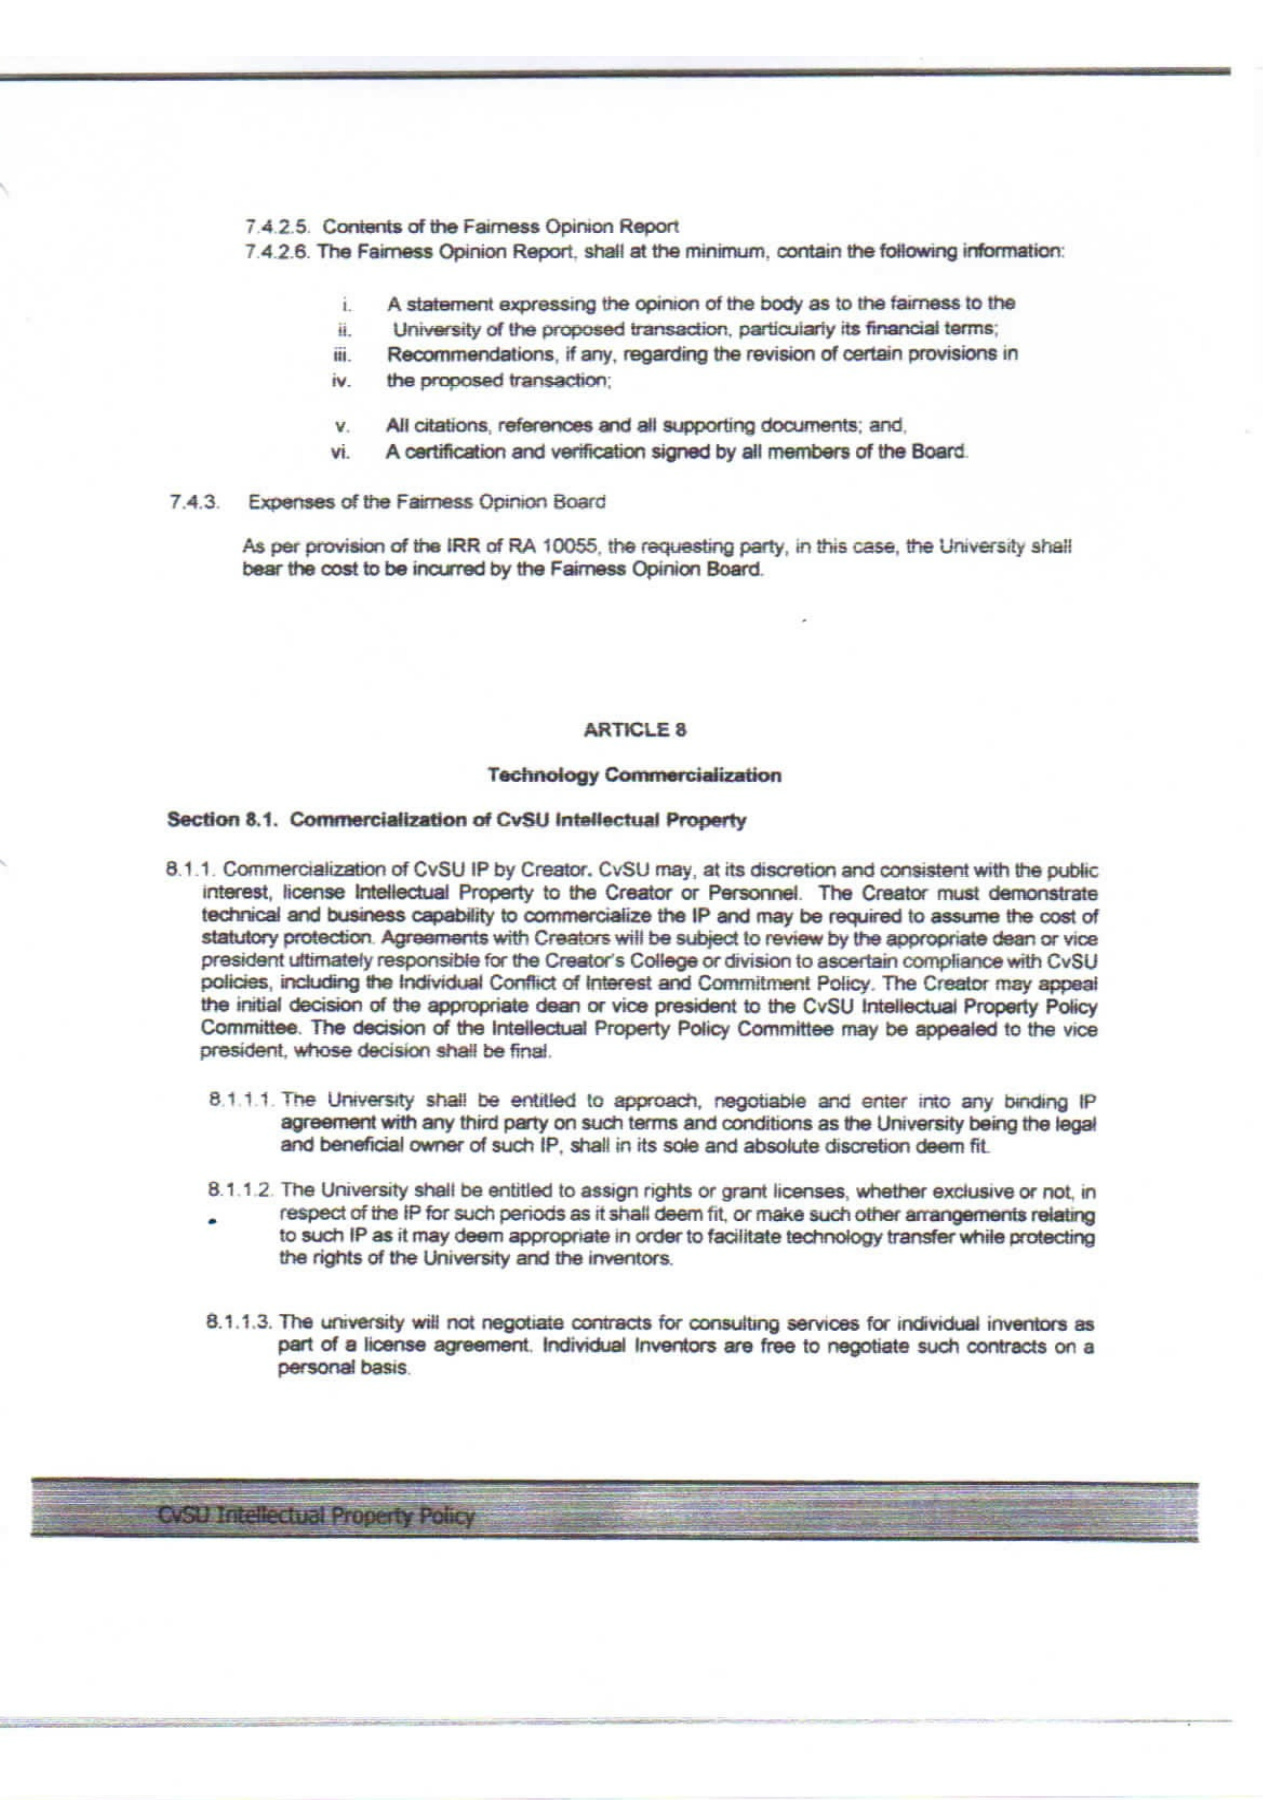 7.4.2.5. Contents of the Fairness Opinion Report
7.4.2.6. The Fairness Opinion Report, shall at the minimum, contain the following information:
i. A statement expressing the opinion of the body as to the fairness to the
ii. University of the proposed transaction, particularly its financial terms;
iii. Recommendations, if any, regarding the revision of certain provisions in
iv. the proposed transaction;
v. All citations, references and all supporting documents; and,
vi. A certification and verification signed by all members of the Board.
7.4.3. Expenses of the Fairness Opinion Board
As per provision of the IRR of RA 10055, the requesting party, in this case, the University shall
bear the cost to be incurred by the Fairness Opinion Board.
ARTICLE 8
Technology Commercialization
Section 8.1. Commercialization of CvSU Intellectual Property
8.1.1. Commercialization of CvSU IP by Creator. CvSU may, at its discretion and consistent with the public
interest, license Intellectual Property to the Creator or Personnel. The Creator must demonstrate
technical and business capability to commercialize the IP and may be required to assume the cost of
statutory protection. Agreements with Creators will be subject to review by the appropriate dean or vice
president ultimately responsible for the Creator's College or division to ascertain compliance with CvSU
policies, including the Individual Conflict of Interest and Commitment Policy. The Creator may appeal
the initial decision of the appropriate dean or vice president to the CvSU Intellectual Property Policy
Committee. The decision of the Intellectual Property Policy Committee may be appealed to the vice
president, whose decision shall be final.
8.1.1.1. The University shall be entitled to approach, negotiable and enter into any binding IP
agreement with any third party on such terms and conditions as the University being the legal
and beneficial owner of such IP, shall in its sole and absolute discretion deem fit.
8.1.1.2. The University shall be entitled to assign rights or grant licenses, whether exclusive or not, in
respect of the IP for such periods as it shall deem fit, or make such other arrangements relating
to such IP as it may deem appropriate in order to facilitate technology transfer while protecting
the rights of the University and the inventors.
8.1.1.3. The university will not negotiate contracts for consulting services for individual inventors as
part of a license agreement. Individual Inventors are free to negotiate such contracts on a
personal basis.
CvSU Intellectual Property Policy